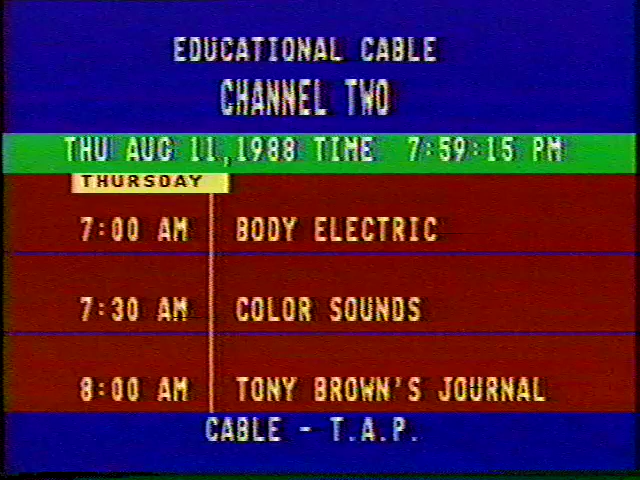 EDUCATIONAL CABLE
CHANNEL TWO
THU AUG 11,1988 TIME 7:59:15 PM
THURSDAY
7:00 AM BODY ELECTRIC
7:30 AM COLOR SOUNDS
8:00 AM TONY BROWN'S JOURNAL
CABLE - T.A.P.